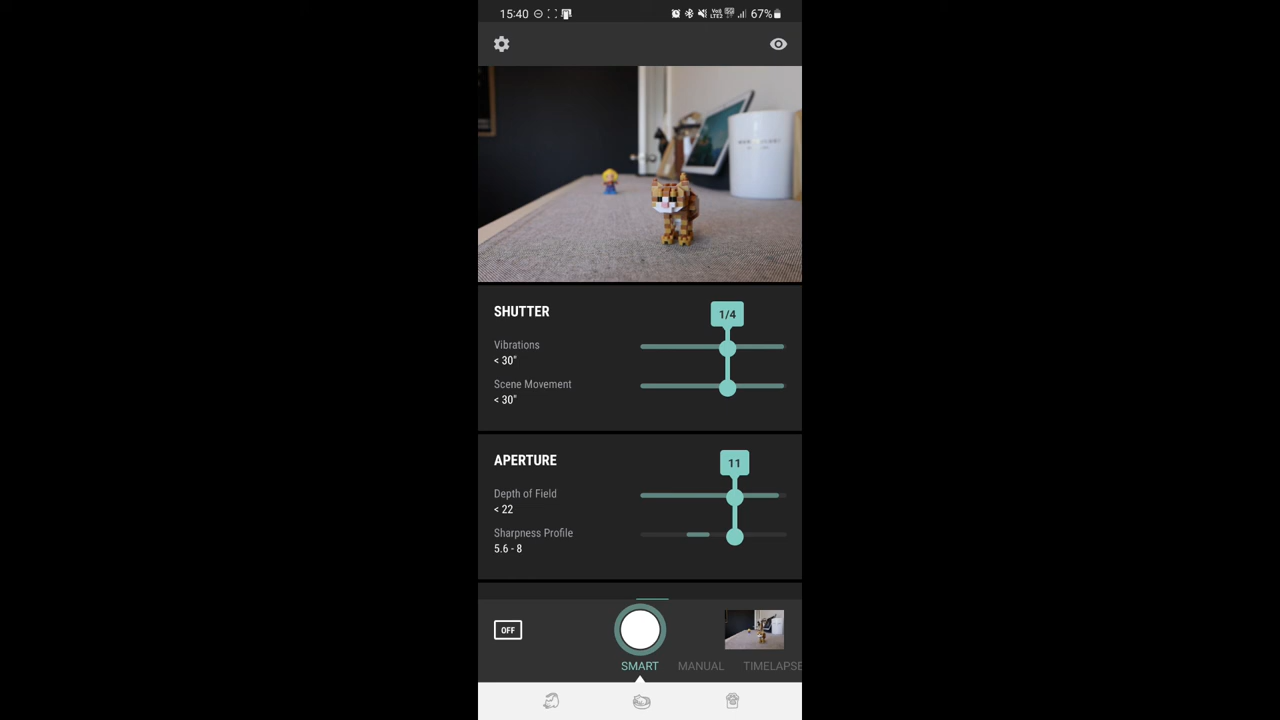 15:40 67%
SHUTTER
1/4
Vibrations
< 30"
Scene Movement
< 30"
APERTURE
11
Depth of Field
< 22
Sharpness Profile
5.6 - 8
OFF
SMART MANUAL TIMELAPSE